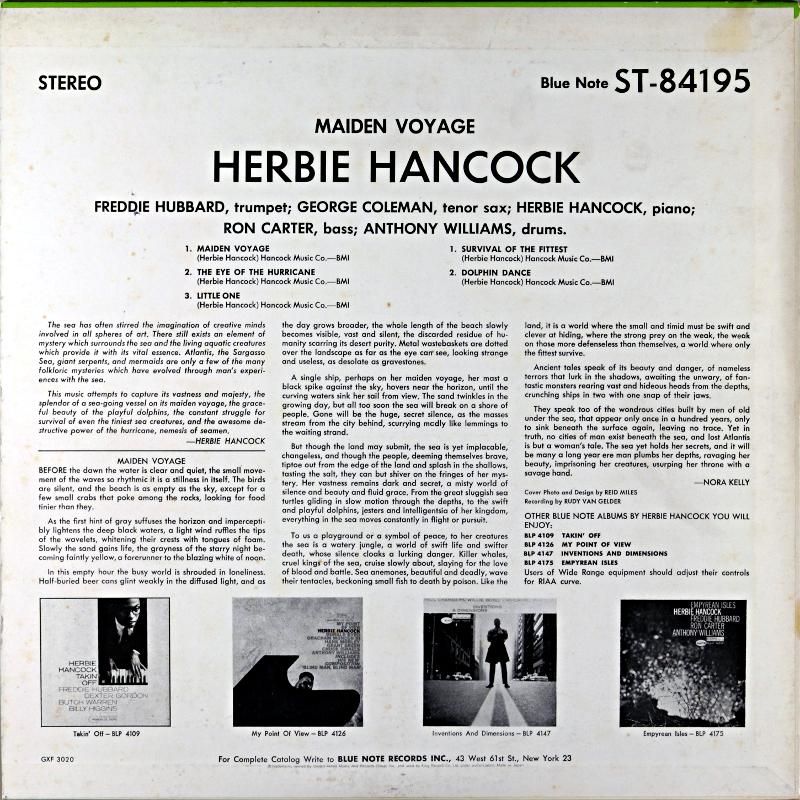 STEREO
Blue Note ST-84195
MAIDEN VOYAGE
HERBIE HANCOCK
FREDDIE HUBBARD, trumpet; GEORGE COLEMAN, tenor sax; HERBIE HANCOCK, piano;
RON CARTER, bass; ANTHONY WILLIAMS, drums.
1. MAIDEN VOYAGE
(Herbie Hancock) Hancock Music Co.—BMI
2. THE EYE OF THE HURRICANE
(Herbie Hancock) Hancock Music Co.—BMI
3. LITTLE ONE
(Herbie Hancock) Hancock Music Co.—BMI
1. SURVIVAL OF THE FITTEST
(Herbie Hancock) Hancock Music Co.—BMI
2. DOLPHIN DANCE
(Herbie Hancock) Hancock Music Co.—BMI
The sea has often stirred the imagination of creative minds
involved in all spheres of art. There still exists an element of
mystery which surrounds the sea and the living aquatic creatures
which provide it with its vital essence. Atlantis, the Sargasso
Sea, giant serpents, and mermaids are only a few of the many
folkloric mysteries which have evolved through man's experi-
ences with the sea.
This music attempts to capture its vastness and majesty, the
splendor of a sea-going vessel on its maiden voyage, the grace-
ful beauty of the playful dolphins, the constant struggle for
survival of even the tiniest sea creatures, and the awesome de-
structive power of the hurricane, nemesis of seamen.
—HERBIE HANCOCK
MAIDEN VOYAGE
BEFORE the dawn the water is clear and quiet, the small move-
ment of the waves so rhythmic it is a stillness in itself. The birds
are silent, and the beach is as empty as the sky, except for a
few small crabs that poke among the rocks, looking for food
tinier than they.
As the first hint of gray suffuses the horizon and impercepti-
bly lightens the deep black waters, a light wind ruffles the tips
of the wavelets, whitening their crests with tongues of foam.
Slowly the sand gains life, the grayness of the starry night be-
coming faintly yellow, a forerunner to the blazing white of noon.
In this empty hour the busy world is shrouded in loneliness.
Half-buried beer cans glint weakly in the diffused light, and as
the day grows broader, the whole length of the beach slowly
becomes visible, vast and silent, the discarded residue of hu-
manity scarring its desert purity. Metal wastebaskets are dotted
over the landscape as far as the eye can see, looking strange
and useless, as desolate as gravestones.
A single ship, perhaps on her maiden voyage, her mast a
black spike against the sky, hovers near the horizon, until the
curving waters sink her sail from view. The sand twinkles in the
growing day, but all too soon the sea will break on a shore of
people. Gone will be the huge, secret silence, as the masses
stream from the city behind, scurrying madly like lemmings to
the waiting strand.
But though the land may submit, the sea is yet implacable,
changeless, and though the people, deeming themselves brave,
tiptoe out from the edge of the land and splash in the shallows,
tasting the salt, they can but shiver on the fringes of her mys-
tery. Her vastness remains dark and secret, a misty world of
silence and beauty and fluid grace. From the great sluggish sea
turtles gliding in slow motion through the depths, to the swift
and playful dolphins, jesters and intelligentsia of her kingdom,
everything in the sea moves constantly in flight or pursuit.
To us a playground or a symbol of peace, to her creatures
the sea is a watery jungle, a world of swift life and swifter
death, whose silence cloaks a lurking danger. Killer whales,
cruel kings of the sea, cruise slowly about, slaying for the love
of blood and battle. Sea anemones, beautiful and deadly, wave
their tentacles, beckoning small fish to death by poison. Like the
land, it is a world where the small and timid must be swift and
clever at hiding, where the strong prey on the weak, the weak
on those more defenseless than themselves, a world where only
the fittest survive.
Ancient tales speak of its beauty and danger, of nameless
terrors that lurk in the shadows, awaiting the unwary, of fan-
tastic monsters rearing vast and hideous heads from the depths,
crunching ships in two with one snap of their jaws.
They speak too of the wondrous cities built by men of old
under the sea, that appear only once in a hundred years, only
to sink beneath the surface again, leaving no trace. Yet in
truth, no cities of man exist beneath the sea, and lost Atlantis
is but a woman's tale. The sea yet holds her secrets, and it will
be many a long year ere man plumbs her depths, ravaging her
beauty, imprisoning her creatures, usurping her throne with a
savage hand.
—NORA KELLY
Cover Photo and Design by REID MILES
Recording by RUDY VAN GELDER
OTHER BLUE NOTE ALBUMS BY HERBIE HANCOCK YOU WILL
ENJOY:
BLP 4109 TAKIN' OFF
BLP 4126 MY POINT OF VIEW
BLP 4147 INVENTIONS AND DIMENSIONS
BLP 4175 EMPYREAN ISLES
Users of Wide Range equipment should adjust their controls
for RIAA curve.
HERBIE
HANCOCK
TAKIN'
OFF
FREDDIE HUBBARD
DEXTER GORDON
BUTCH WARREN
BILLY HIGGINS
MY POINT
OF VIEW
HERBIE HANCOCK
INVENTIONS
& DIMENSIONS
EMPYREAN ISLES
HERBIE HANCOCK
FREDDIE HUBBARD
RON CARTER
ANTHONY WILLIAMS
Takin' Off – BLP 4109
My Point Of View – BLP 4126
Inventions And Dimensions – BLP 4147
Empyrean Isles – BLP 4175
GXF 3020
For Complete Catalog Write to BLUE NOTE RECORDS INC., 43 West 61st St., New York 23